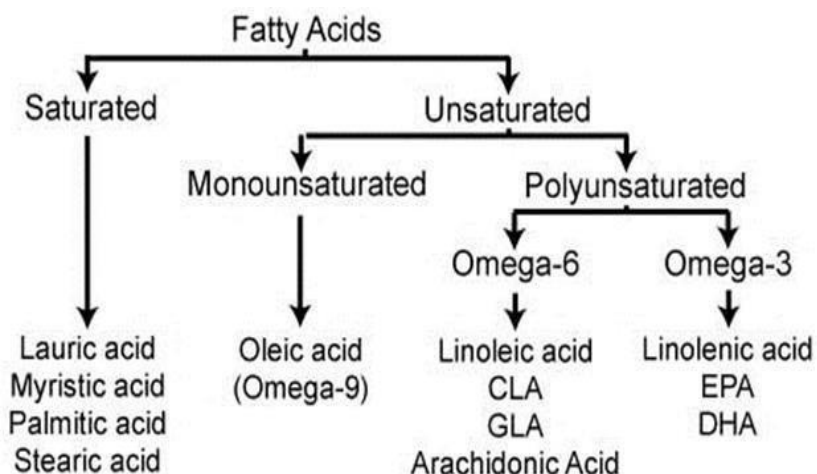 Fatty Acids
Saturated
Unsaturated
Monounsaturated
Polyunsaturated
Omega-6
Omega-3
Lauric acid
Myristic acid
Palmitic acid
Stearic acid
Oleic acid
(Omega-9)
Linoleic acid
CLA
GLA
Arachidonic Acid
Linolenic acid
EPA
DHA